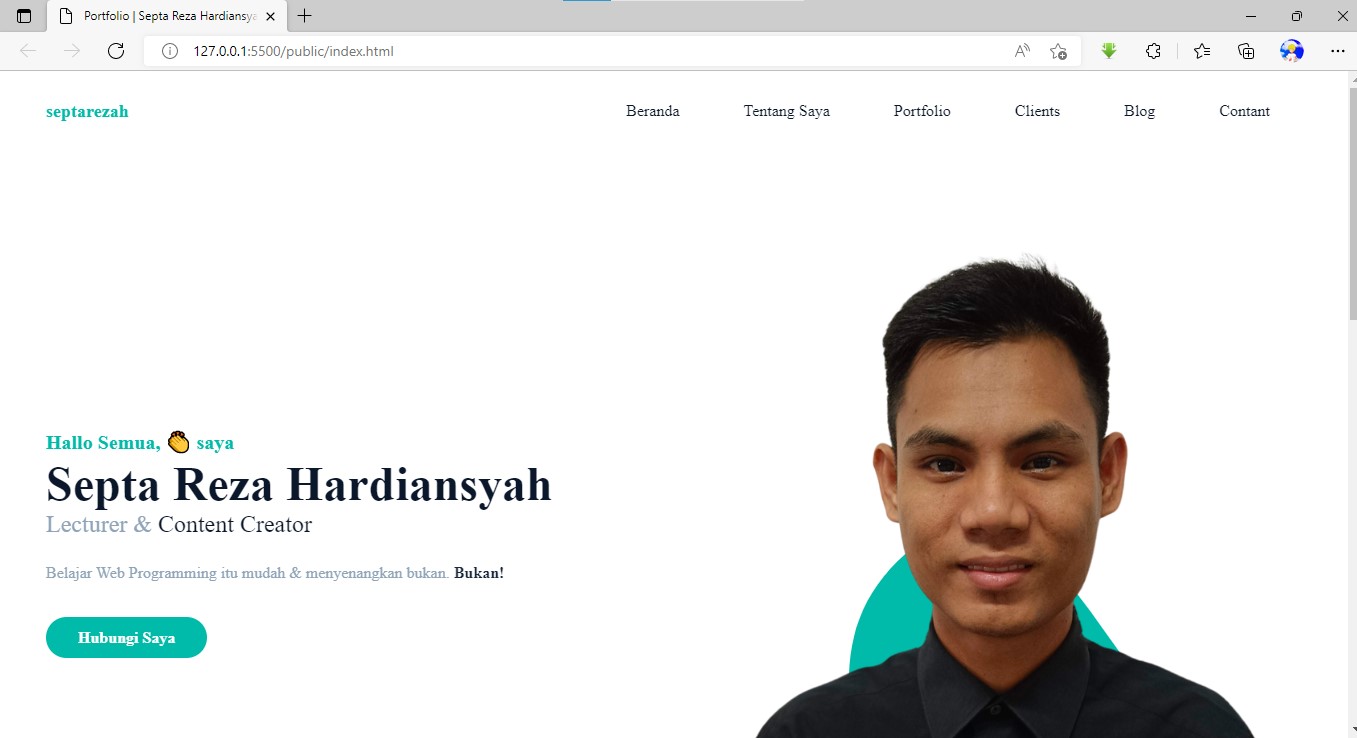 Portfolio | Septa Reza Hardiansya
127.0.0.1:5500/public/index.html
septarezah
Beranda Tentang Saya Portfolio Clients Blog Contant
Hallo Semua, 👏 saya
Septa Reza Hardiansyah
Lecturer & Content Creator
Belajar Web Programming itu mudah & menyenangkan bukan. Bukan!
Hubungi Saya